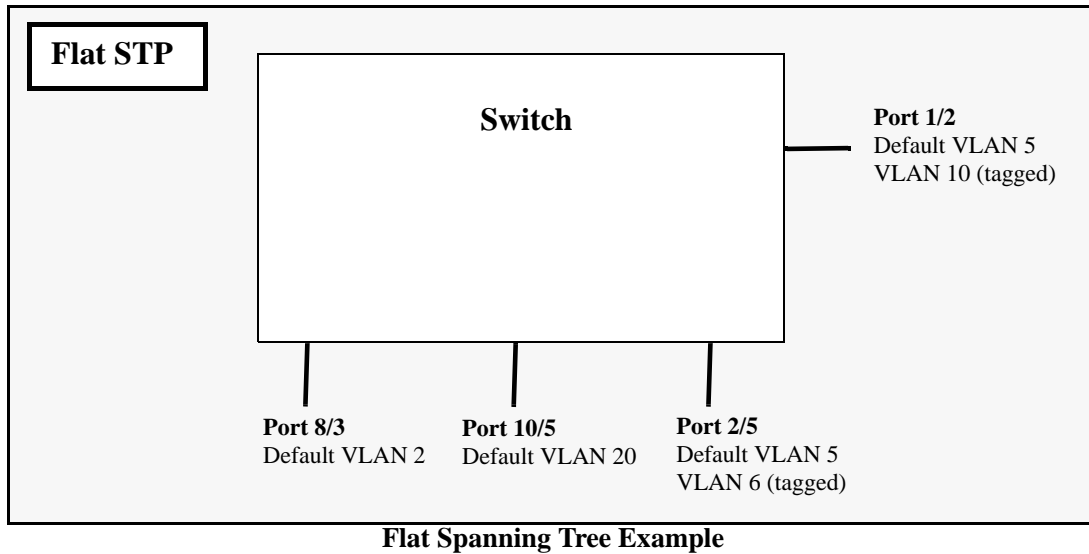 Flat STP
Switch
Port 1/2
Default VLAN 5
VLAN 10 (tagged)
Port 8/3
Default VLAN 2
Port 10/5
Default VLAN 20
Port 2/5
Default VLAN 5
VLAN 6 (tagged)
Flat Spanning Tree Example